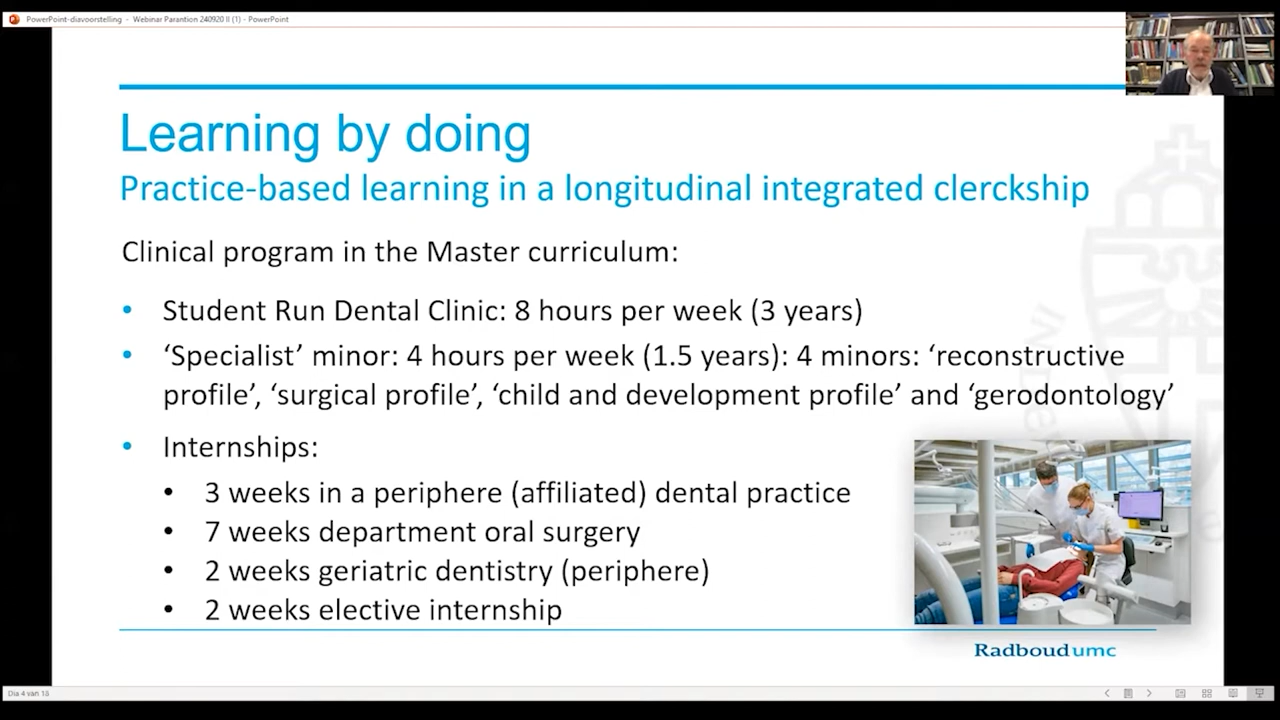 PowerPoint-diavoorstelling - Webinar Parantion 240920 II (1) - PowerPoint
Learning by doing
Practice-based learning in a longitudinal integrated clerckship
Clinical program in the Master curriculum:
• Student Run Dental Clinic: 8 hours per week (3 years)
• ‘Specialist’ minor: 4 hours per week (1.5 years): 4 minors: ‘reconstructive
profile’, ‘surgical profile’, ‘child and development profile’ and ‘gerodontology’
• Internships:
• 3 weeks in a periphere (affiliated) dental practice
• 7 weeks department oral surgery
• 2 weeks geriatric dentistry (periphere)
• 2 weeks elective internship
Radboudumc
Dia 4 van 18